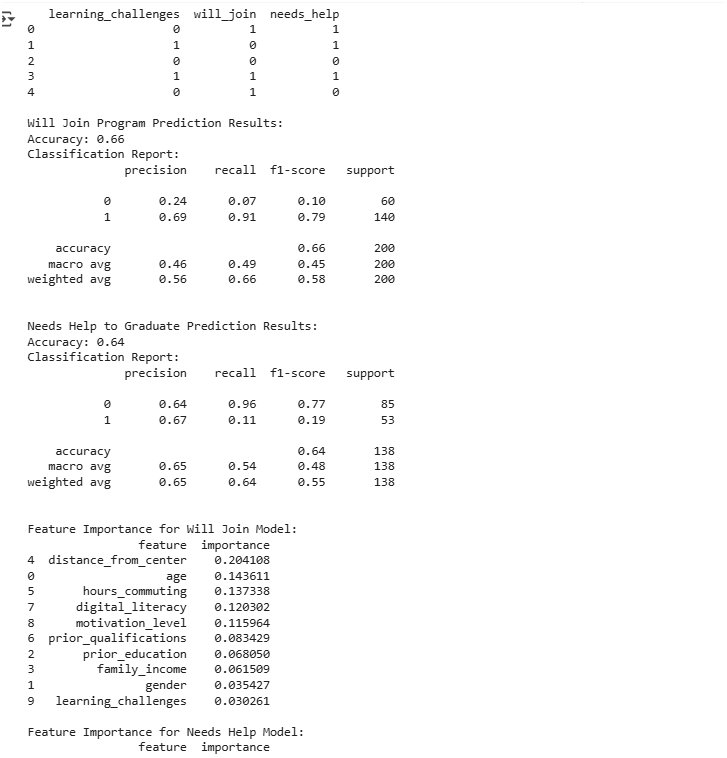 learning_challenges will_join needs_help
0 0 1 1
1 1 0 1
2 0 0 0
3 1 1 1
4 0 1 0
Will Join Program Prediction Results:
Accuracy: 0.66
Classification Report:
precision recall f1-score support
0 0.24 0.07 0.10 60
1 0.69 0.91 0.79 140
accuracy 0.66 200
macro avg 0.46 0.49 0.45 200
weighted avg 0.56 0.66 0.58 200
Needs Help to Graduate Prediction Results:
Accuracy: 0.64
Classification Report:
precision recall f1-score support
0 0.64 0.96 0.77 85
1 0.67 0.11 0.19 53
accuracy 0.64 138
macro avg 0.65 0.54 0.48 138
weighted avg 0.65 0.64 0.55 138
Feature Importance for Will Join Model:
feature importance
4 distance_from_center 0.204108
0 age 0.143611
5 hours_commuting 0.137338
7 digital_literacy 0.120302
8 motivation_level 0.115964
6 prior_qualifications 0.083429
2 prior_education 0.068050
3 family_income 0.061509
1 gender 0.035427
9 learning_challenges 0.030261
Feature Importance for Needs Help Model:
feature importance